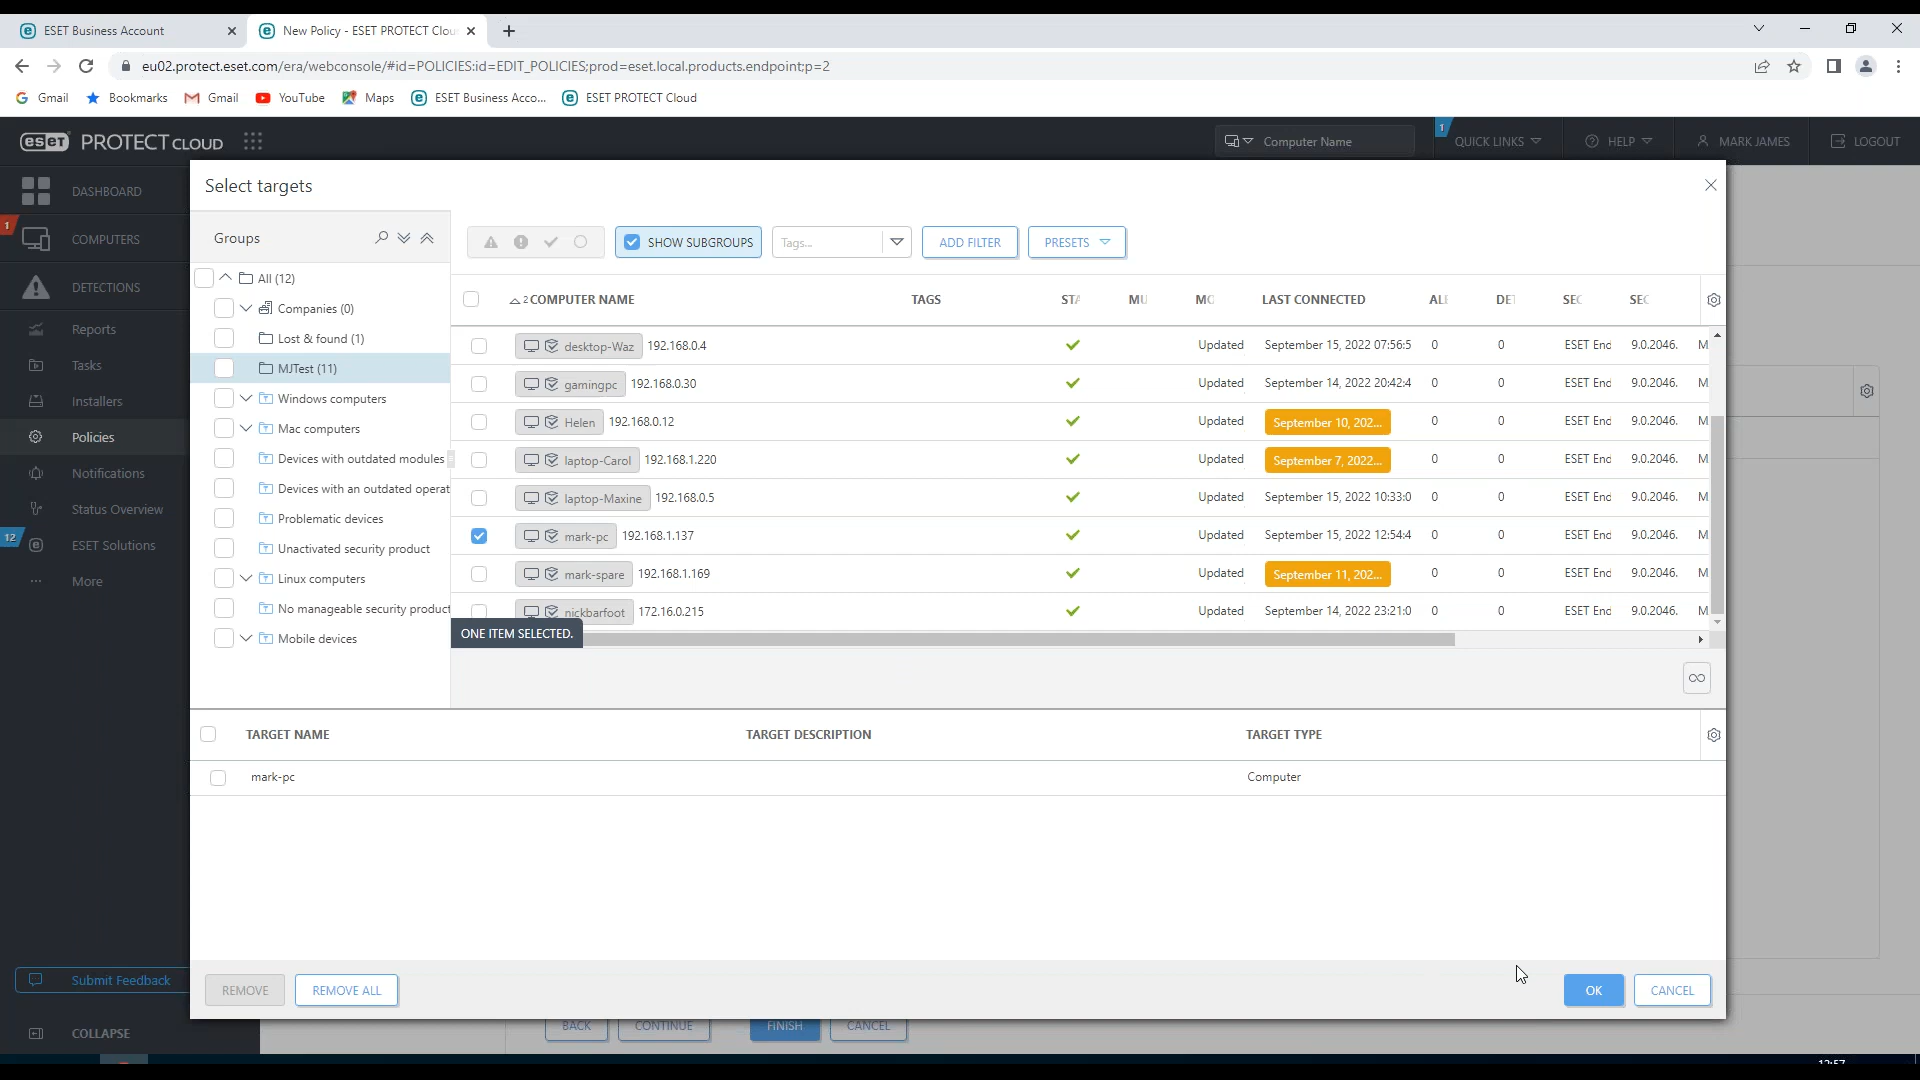 ESET Business Account
New Policy - ESET PROTECT Clou
eu02.protect.eset.com/era/webconsole/#id=POLICIES:id=EDIT_POLICIES;prod=eset.local.products.endpoint;p=2
Gmail Bookmarks Gmail YouTube Maps ESET Business Acco... ESET PROTECT Cloud
eset PROTECT CLOUD
Computer Name
1
QUICK LINKS
HELP
MARK JAMES
LOGOUT
DASHBOARD
1
COMPUTERS
DETECTIONS
Reports
Tasks
Installers
Policies
Notifications
Status Overview
12
ESET Solutions
More
Submit Feedback
COLLAPSE
Select targets
Groups
All (12)
Companies (0)
Lost & found (1)
MJTest (11)
Windows computers
Mac computers
Devices with outdated modules
Devices with an outdated operat
Problematic devices
Unactivated security product
Linux computers
No manageable security product
Mobile devices
SHOW SUBGROUPS Tags... ADD FILTER PRESETS
2 COMPUTER NAME TAGS STA MU MO LAST CONNECTED ALE DET SEC SEC
desktop-Waz 192.168.0.4 Updated September 15, 2022 07:56:5 0 0 ESET End 9.0.2046. M
gamingpc 192.168.0.30 Updated September 14, 2022 20:42:4 0 0 ESET End 9.0.2046. M
Helen 192.168.0.12 Updated September 10, 202... 0 0 ESET End 9.0.2046. M
laptop-Carol 192.168.1.220 Updated September 7, 2022... 0 0 ESET End 9.0.2046. M
laptop-Maxine 192.168.0.5 Updated September 15, 2022 10:33:0 0 0 ESET End 9.0.2046. M
mark-pc 192.168.1.137 Updated September 15, 2022 12:54:4 0 0 ESET End 9.0.2046. M
mark-spare 192.168.1.169 Updated September 11, 202... 0 0 ESET End 9.0.2046. M
nickbarfoot 172.16.0.215 Updated September 14, 2022 23:21:0 0 0 ESET End 9.0.2046. M
ONE ITEM SELECTED.
TARGET NAME TARGET DESCRIPTION TARGET TYPE
mark-pc Computer
REMOVE REMOVE ALL OK CANCEL
BACK CONTINUE FINISH CANCEL
12:57